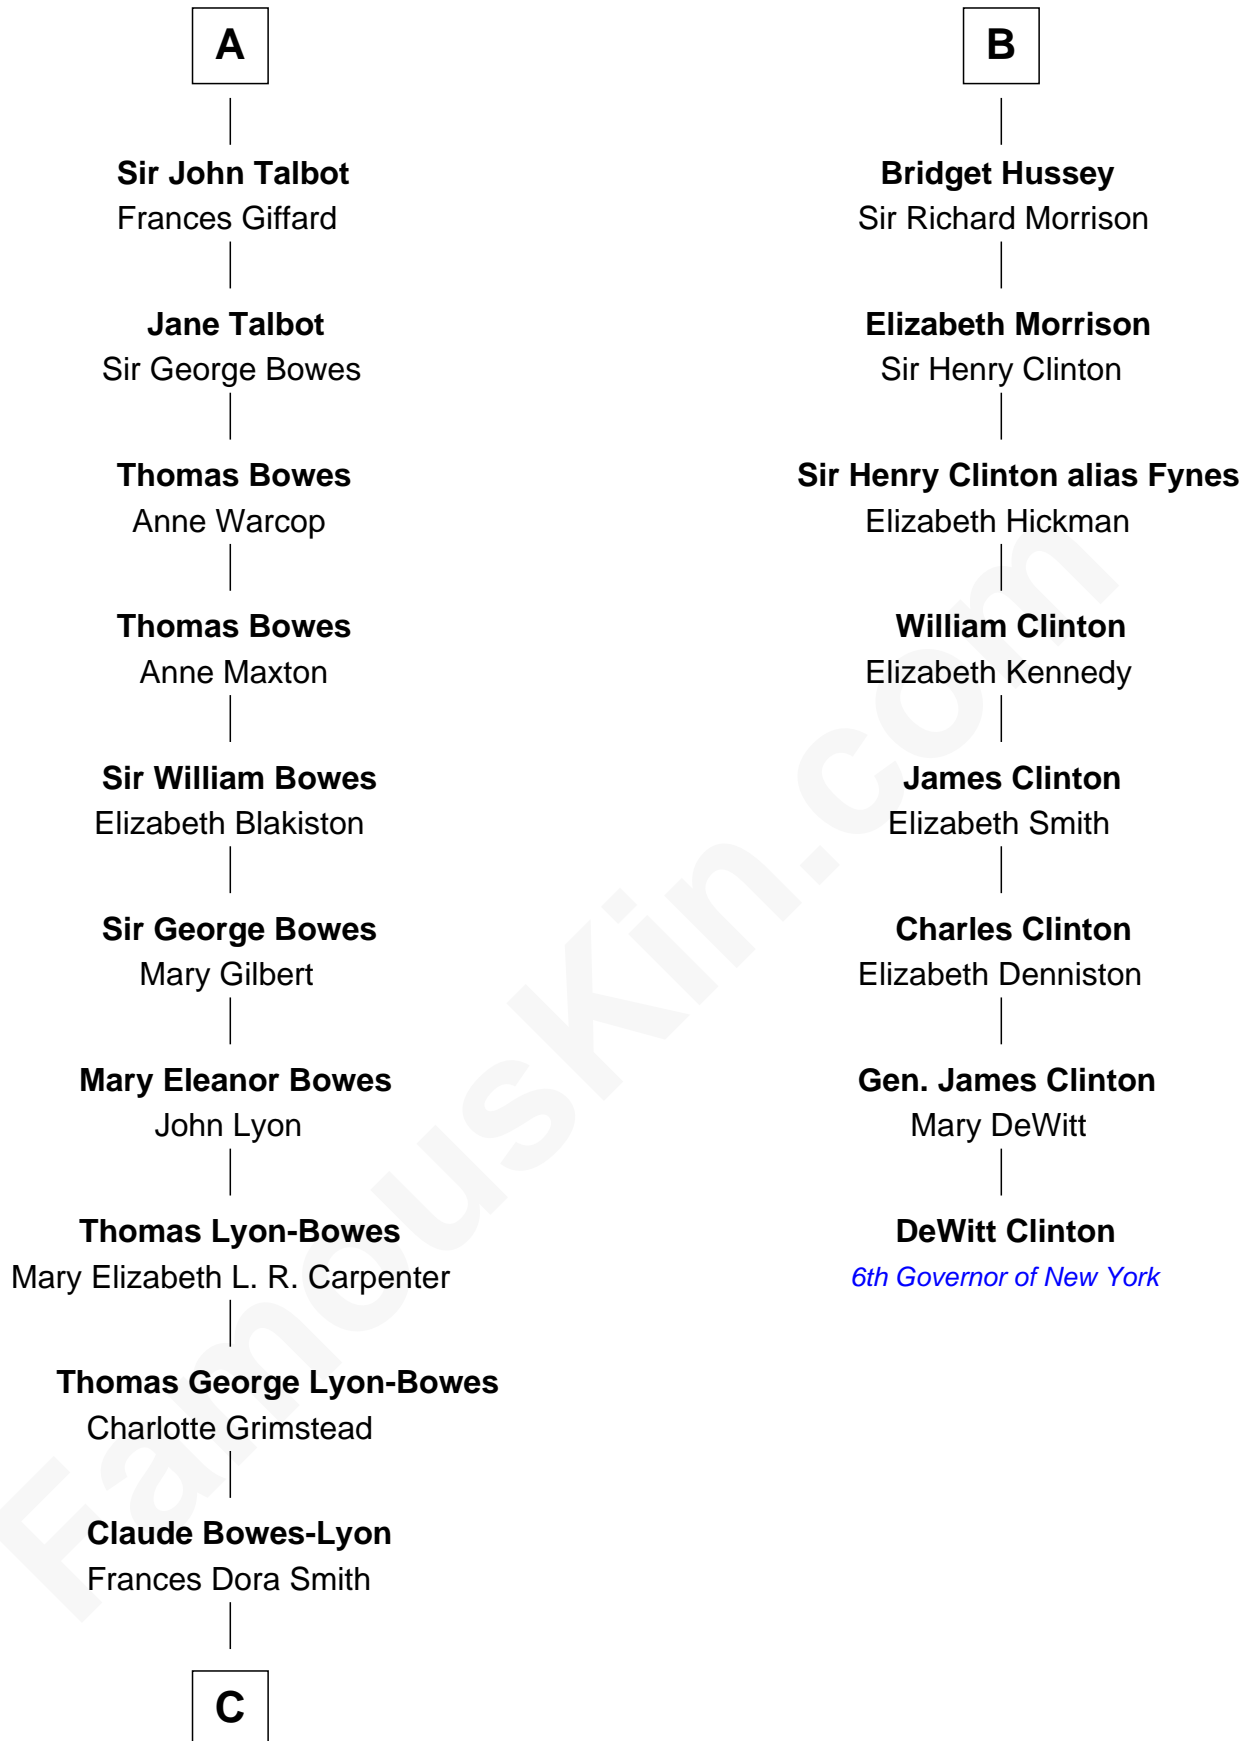 A
Sir John Talbot
Frances Giffard
Jane Talbot
Sir George Bowes
Thomas Bowes
Anne Warcop
Thomas Bowes
Anne Maxton
Sir William Bowes
Elizabeth Blakiston
Sir George Bowes
Mary Gilbert
Mary Eleanor Bowes
John Lyon
Thomas Lyon-Bowes
Mary Elizabeth L. R. Carpenter
Thomas George Lyon-Bowes
Charlotte Grimstead
Claude Bowes-Lyon
Frances Dora Smith
C
B
Bridget Hussey
Sir Richard Morrison
Elizabeth Morrison
Sir Henry Clinton
Sir Henry Clinton alias Fynes
Elizabeth Hickman
William Clinton
Elizabeth Kennedy
James Clinton
Elizabeth Smith
Charles Clinton
Elizabeth Denniston
Gen. James Clinton
Mary DeWitt
DeWitt Clinton
6th Governor of New York
FamousKin.com